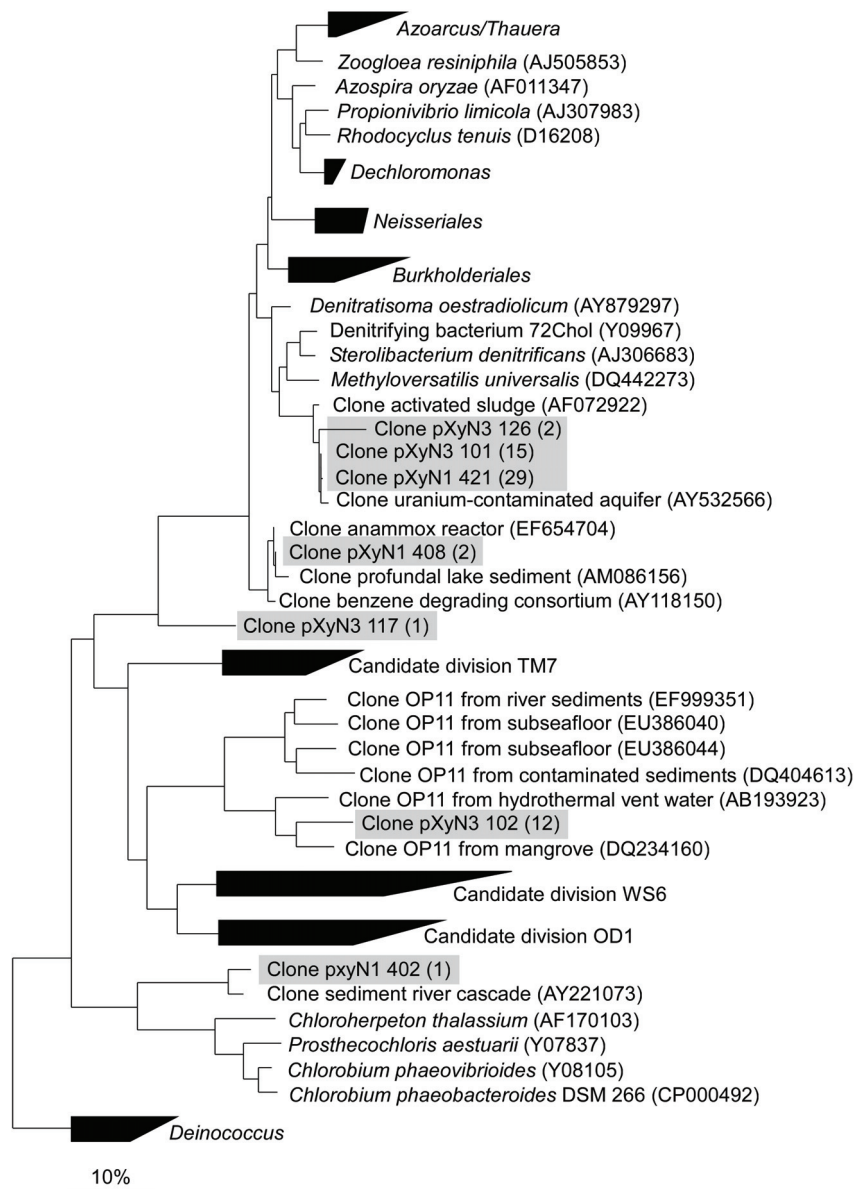 Azoarcus/Thauera
Zoogloea resiniphila (AJ505853)
Azospira oryzae (AF011347)
Propionivibrio limicola (AJ307983)
Rhodocyclus tenuis (D16208)
Dechloromonas
Neisseriales
Burkholderiales
Denitratisoma oestradiolicum (AY879297)
Denitrifying bacterium 72Chol (Y09967)
Sterolibacterium denitrificans (AJ306683)
Methyloversatilis universalis (DQ442273)
Clone activated sludge (AF072922)
Clone pXyN3 126 (2)
Clone pXyN3 101 (15)
Clone pXyN1 421 (29)
Clone uranium-contaminated aquifer (AY532566)
Clone anammox reactor (EF654704)
Clone pXyN1 408 (2)
Clone profundal lake sediment (AM086156)
Clone benzene degrading consortium (AY118150)
Clone pXyN3 117 (1)
Candidate division TM7
Clone OP11 from river sediments (EF999351)
Clone OP11 from subseafloor (EU386040)
Clone OP11 from subseafloor (EU386044)
Clone OP11 from contaminated sediments (DQ404613)
Clone OP11 from hydrothermal vent water (AB193923)
Clone pXyN3 102 (12)
Clone OP11 from mangrove (DQ234160)
Candidate division WS6
Candidate division OD1
Clone pxyN1 402 (1)
Clone sediment river cascade (AY221073)
Chloroherpeton thalassium (AF170103)
Prosthecochloris aestuarii (Y07837)
Chlorobium phaeovibrioides (Y08105)
Chlorobium phaeobacteroides DSM 266 (CP000492)
Deinococcus
10%